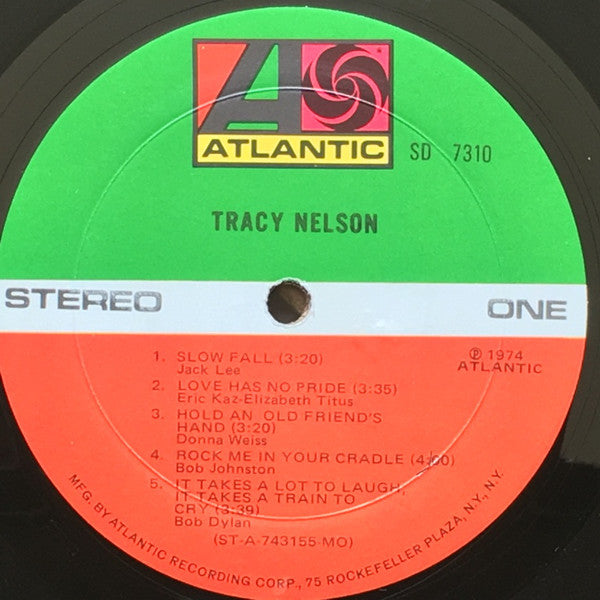 ATLANTIC
SD 7310
TRACY NELSON
STEREO
ONE
℗ 1974
ATLANTIC
1. SLOW FALL (3:20)
Jack Lee
2. LOVE HAS NO PRIDE (3:35)
Eric Kaz-Elizabeth Titus
3. HOLD AN OLD FRIEND'S
HAND (3:20)
Donna Weiss
4. ROCK ME IN YOUR CRADLE (4:00)
Bob Johnston
5. IT TAKES A LOT TO LAUGH,
IT TAKES A TRAIN TO
CRY (3:39)
Bob Dylan
(ST-A-743155-MO)
MFG. BY ATLANTIC RECORDING CORP., 75 ROCKEFELLER PLAZA, N.Y., N.Y.